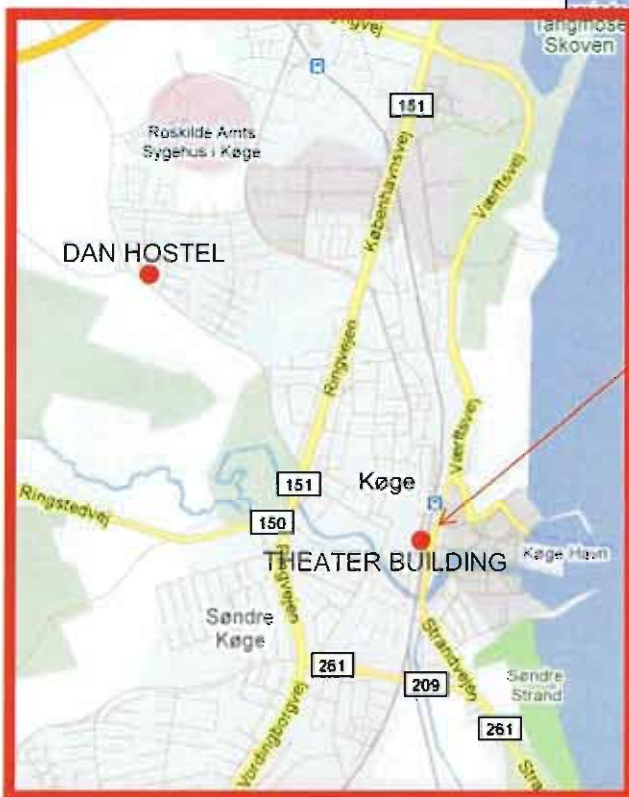 Tangmose
Skoven
151
Roskilde Amts
Sygehus i Køge
Københavnsvej
Værftsvej
DAN HOSTEL
Ringvejen
Værftsvej
151
Køge
Ringstedvej
150
THEATER BUILDING
Køge Havn
Søndre
Køge
261
209
Strandvejen
Søndre
Strand
Vordingborgvej
261
Stra